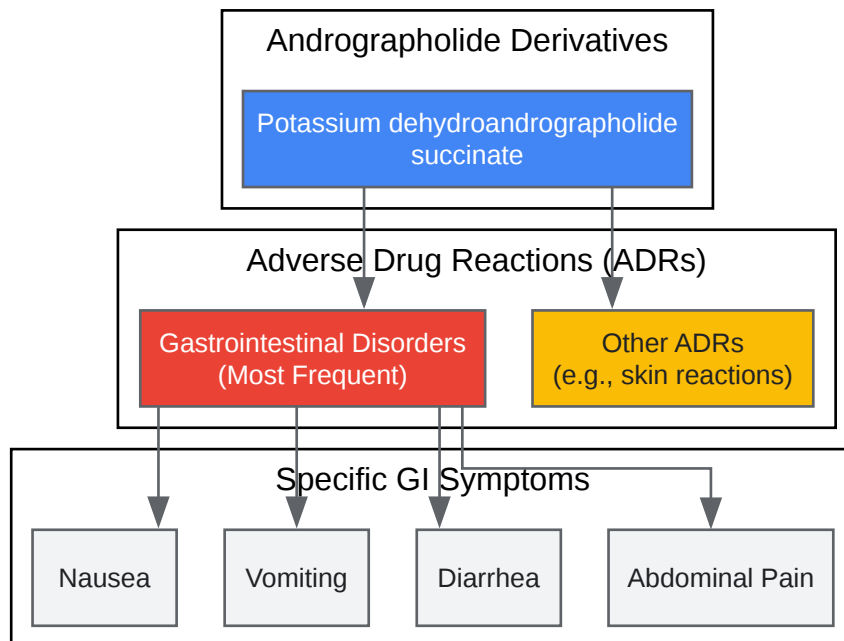 Andrographolide Derivatives
Potassium dehydroandrographolide
succinate
Adverse Drug Reactions (ADRs)
Gastrointestinal Disorders
(Most Frequent)
Other ADRs
(e.g., skin reactions)
Specific GI Symptoms
Nausea
Vomiting
Diarrhea
Abdominal Pain